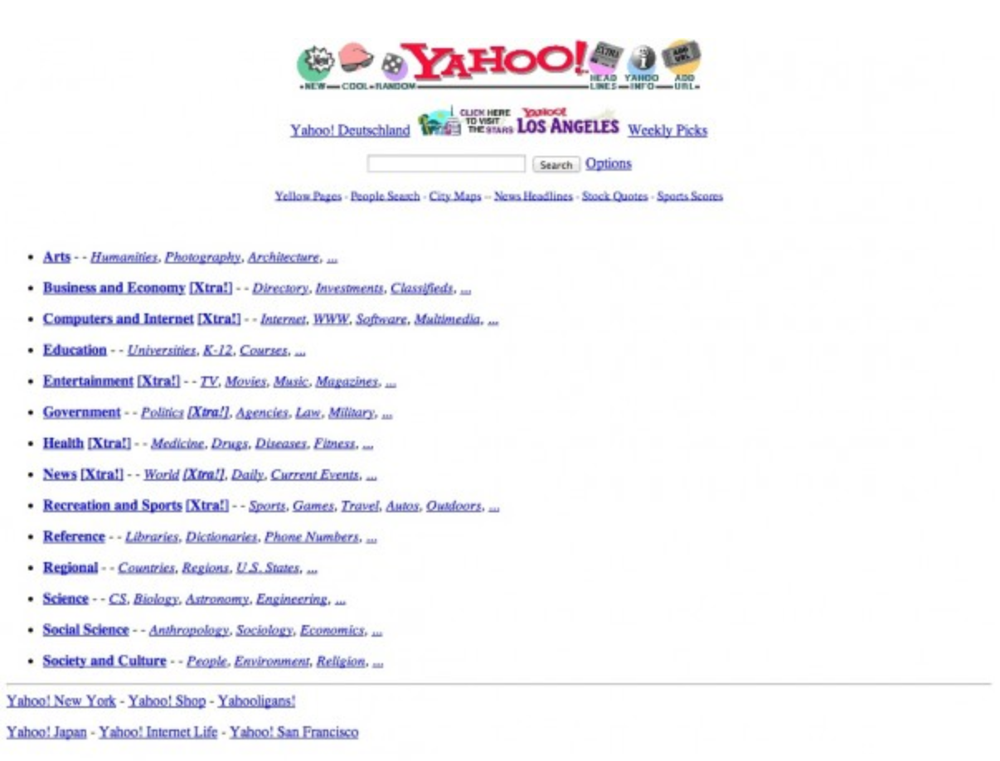 New EXTRA i ADD URL
YAHOO!
NEW COOL RANDOM HEAD LINES YAHOO INFO ADD URL
Yahoo! Deutschland CLICK HERE TO VISIT THE STARS Yahoo! LOS ANGELES Weekly Picks
Search Options
Yellow Pages - People Search - City Maps -- News Headlines - Stock Quotes - Sports Scores
• Arts - - Humanities, Photography, Architecture, ...
• Business and Economy [Xtra!] - - Directory, Investments, Classifieds, ...
• Computers and Internet [Xtra!] - - Internet, WWW, Software, Multimedia, ...
• Education - - Universities, K-12, Courses, ...
• Entertainment [Xtra!] - - TV, Movies, Music, Magazines, ...
• Government - - Politics [Xtra!], Agencies, Law, Military, ...
• Health [Xtra!] - - Medicine, Drugs, Diseases, Fitness, ...
• News [Xtra!] - - World [Xtra!], Daily, Current Events, ...
• Recreation and Sports [Xtra!] - - Sports, Games, Travel, Autos, Outdoors, ...
• Reference - - Libraries, Dictionaries, Phone Numbers, ...
• Regional - - Countries, Regions, U.S. States, ...
• Science - - CS, Biology, Astronomy, Engineering, ...
• Social Science - - Anthropology, Sociology, Economics, ...
• Society and Culture - - People, Environment, Religion, ...
Yahoo! New York - Yahoo! Shop - Yahooligans!
Yahoo! Japan - Yahoo! Internet Life - Yahoo! San Francisco